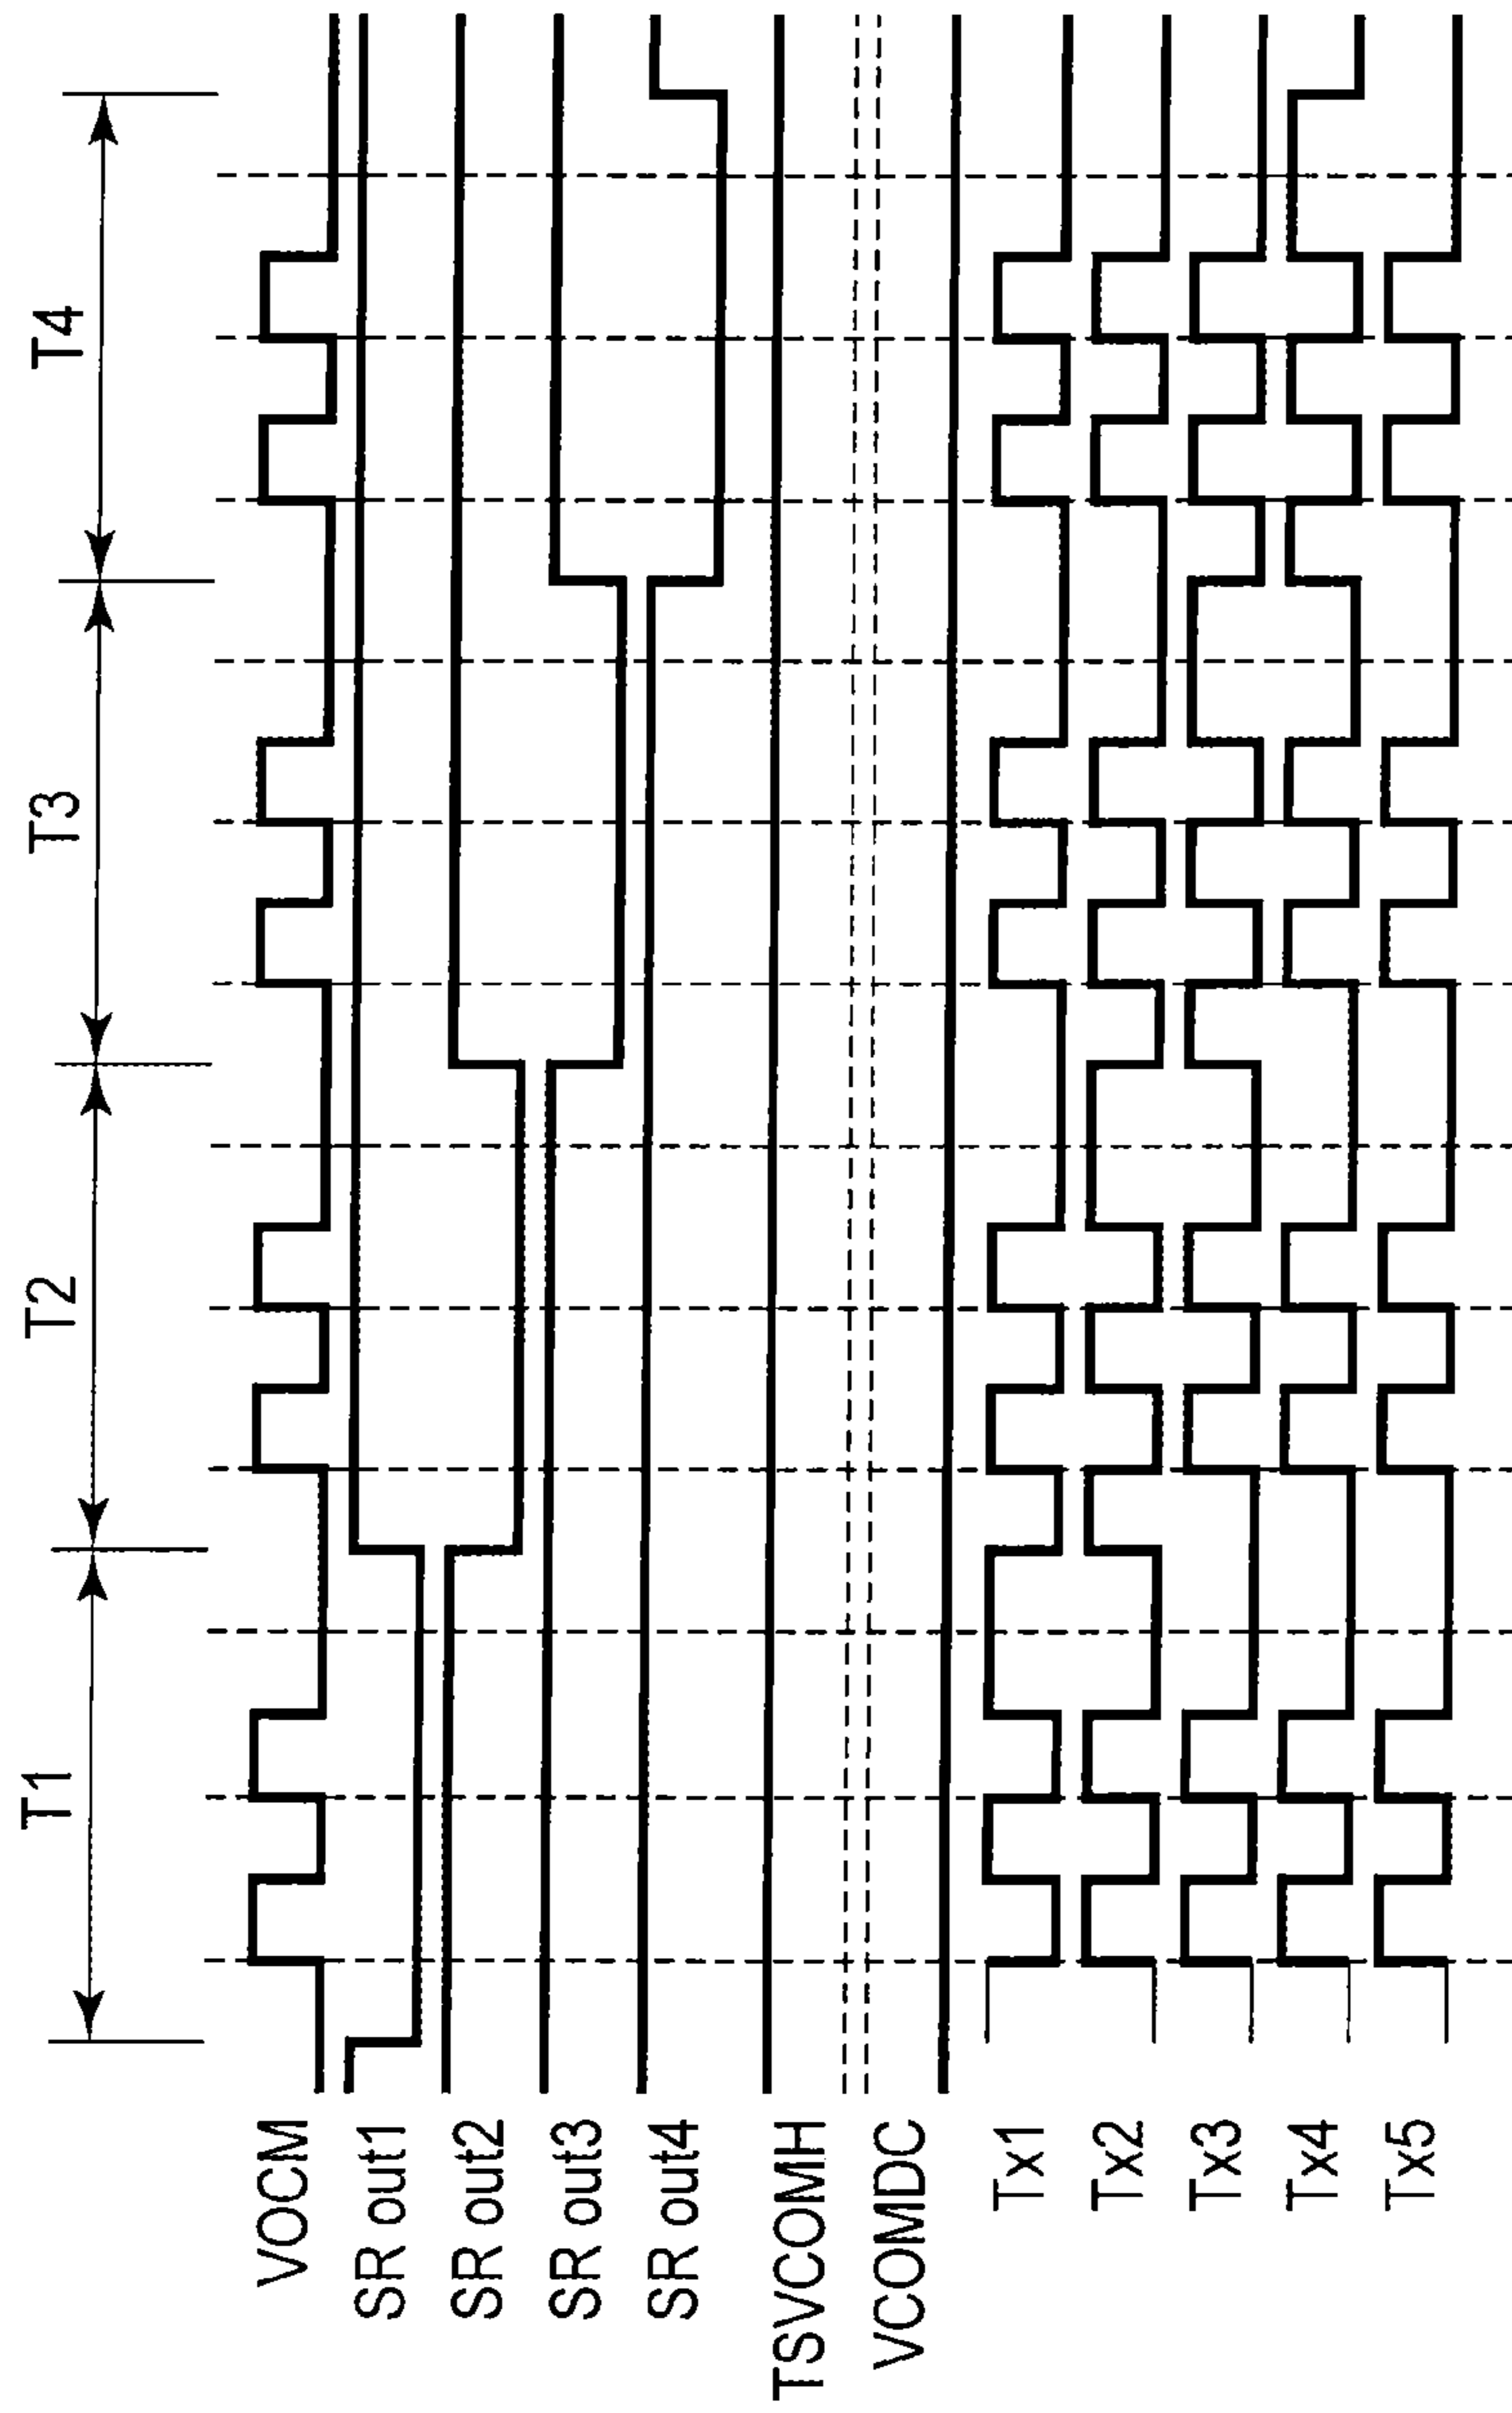 T1
T2
T3
T4
VOCM
SR out1
SR out2
SR out3
SR out4
TSVCOMH
VCOMDC
Tx1
Tx2
Tx3
Tx4
Tx5